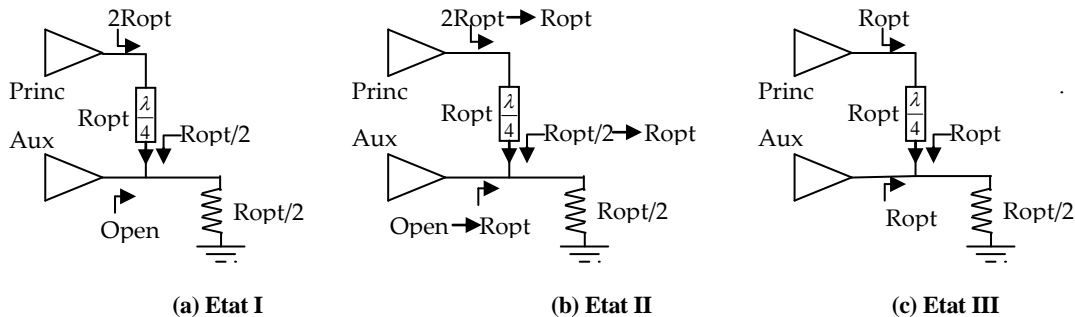 2Ropt
Princ
Ropt
λ/4
Ropt/2
Aux
Open
Ropt/2
(a) Etat I
2Ropt Ropt
Princ
Ropt
λ/4
Ropt/2 Ropt
Aux
Open Ropt
Ropt/2
(b) Etat II
Ropt
Princ
Ropt
λ/4
Ropt
Aux
Ropt
Ropt/2
(c) Etat III